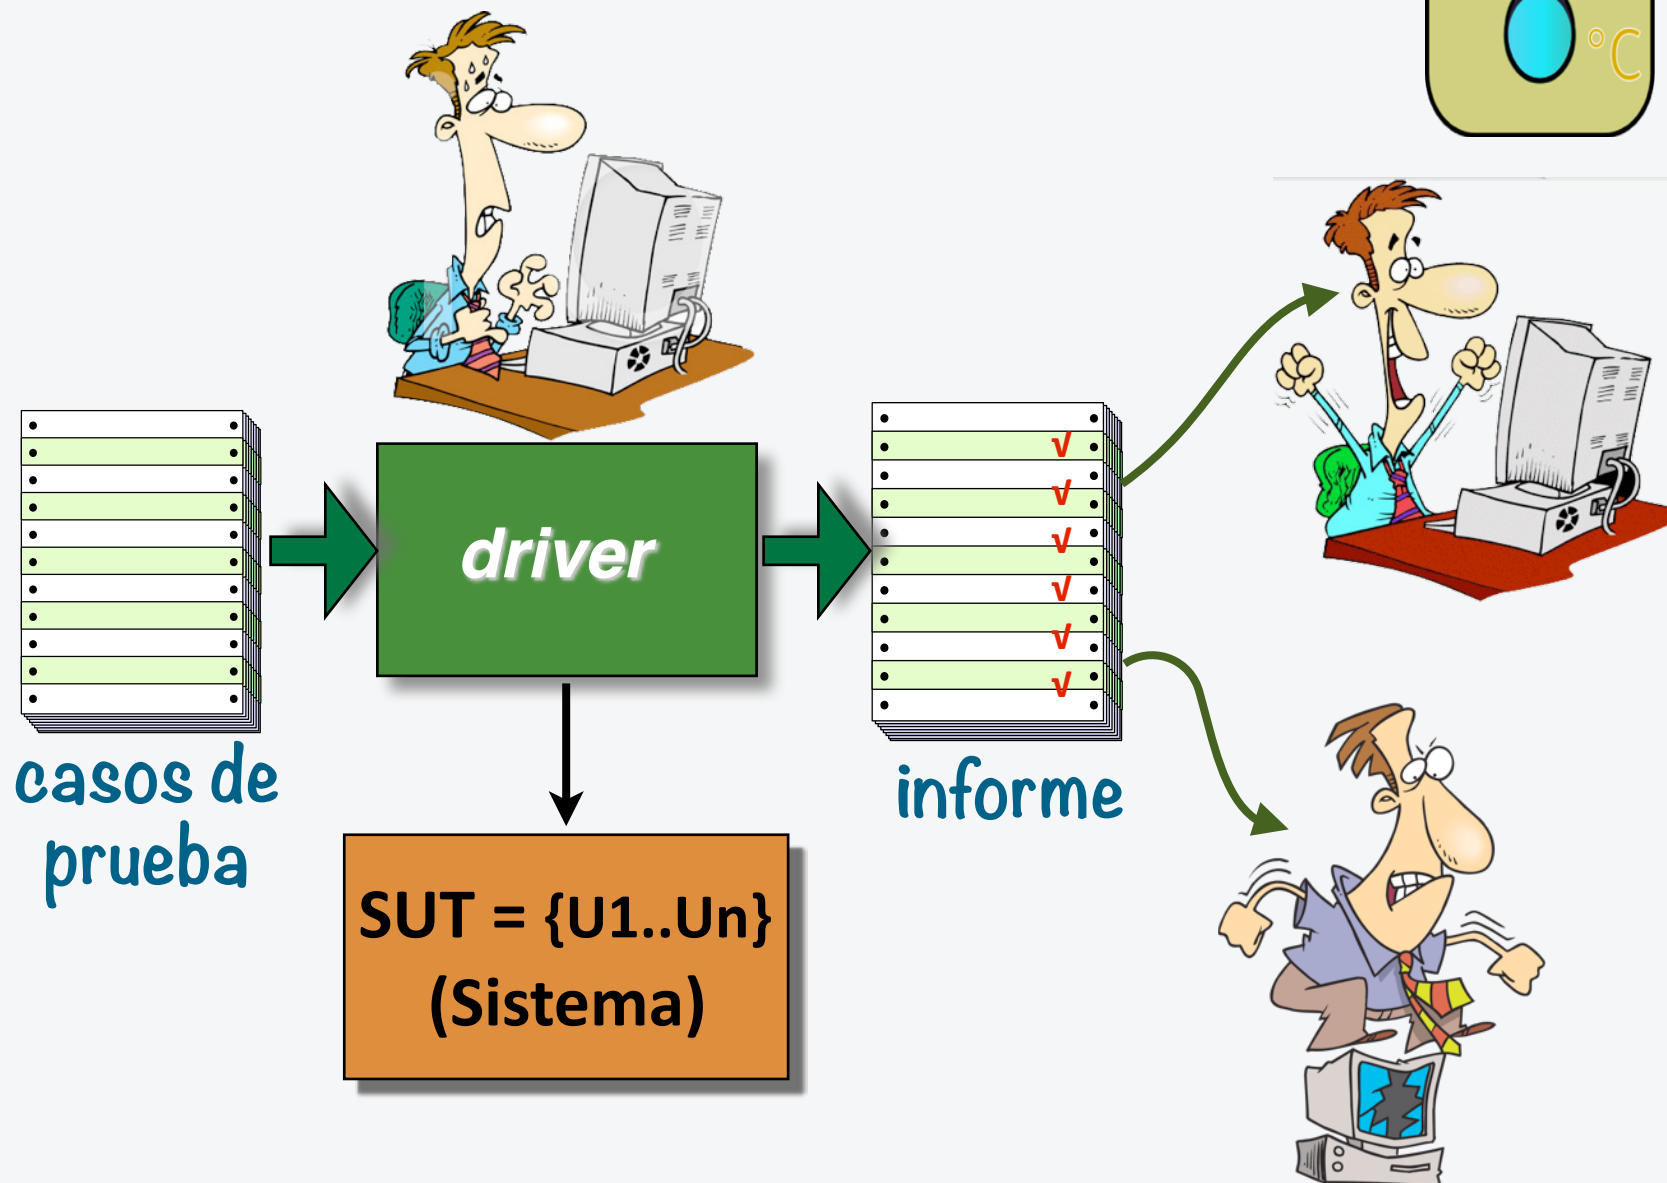 °C
driver
√
√
√
√
√
√
casos de
prueba
informe
SUT = {U1..Un}
(Sistema)